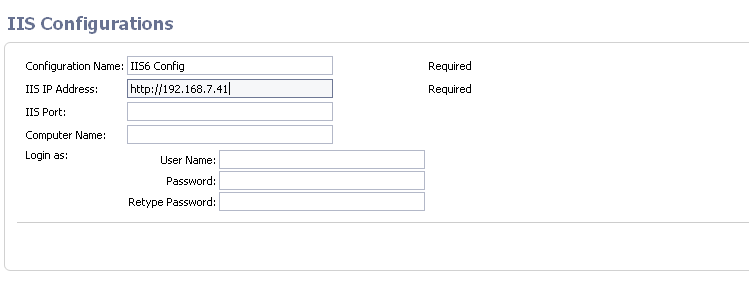 IIS Configurations
Configuration Name: IIS6 Config Required
IIS IP Address: http://192.168.7.41 Required
IIS Port:
Computer Name:
Login as: User Name:
Password:
Retype Password: